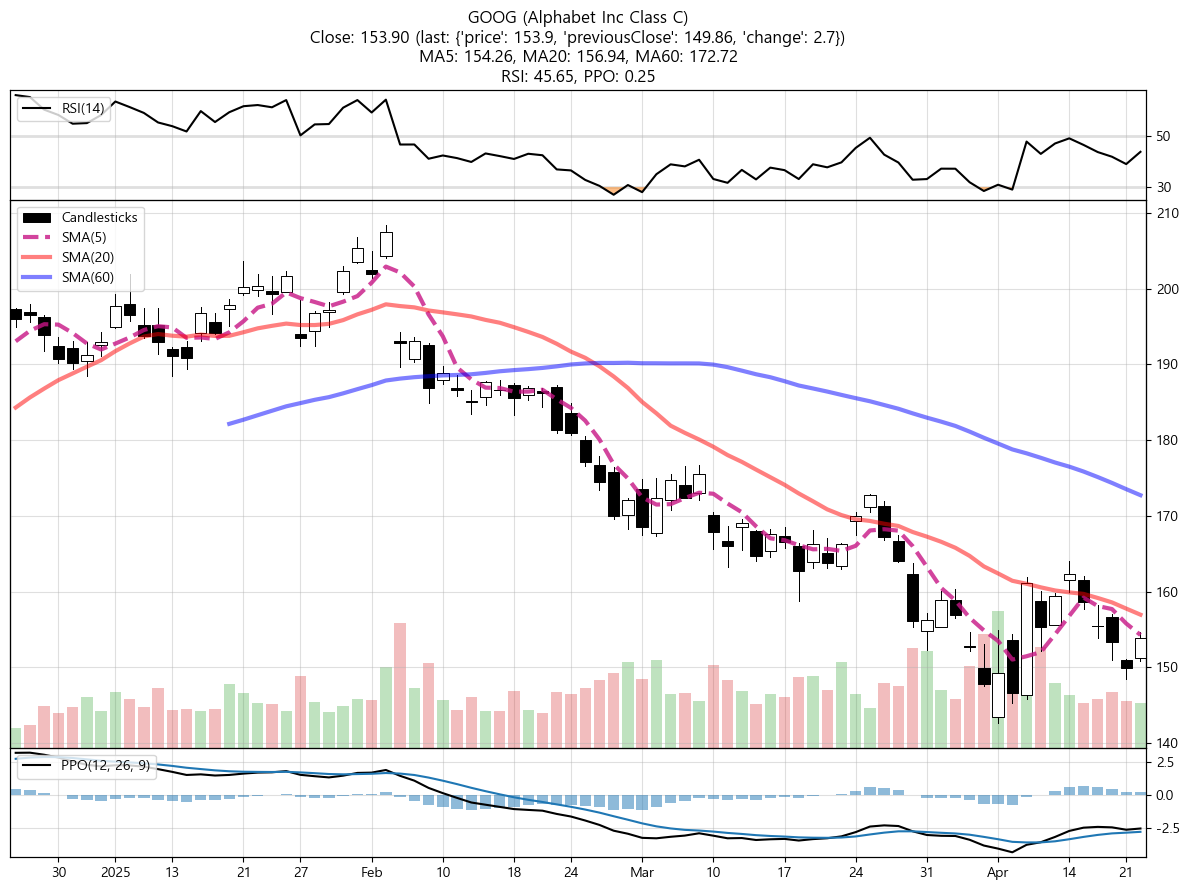 GOOG (Alphabet Inc Class C)
Close: 153.90 (last: {'price': 153.9, 'previousClose': 149.86, 'change': 2.7})
MA5: 154.26, MA20: 156.94, MA60: 172.72
RSI: 45.65, PPO: 0.25
RSI(14)
50
30
Candlesticks
SMA(5)
SMA(20)
SMA(60)
210
200
190
180
170
160
150
140
PPO(12, 26, 9)
2.5
0.0
−2.5
30 2025 13 21 27 Feb 10 18 24 Mar 10 17 24 31 Apr 14 21